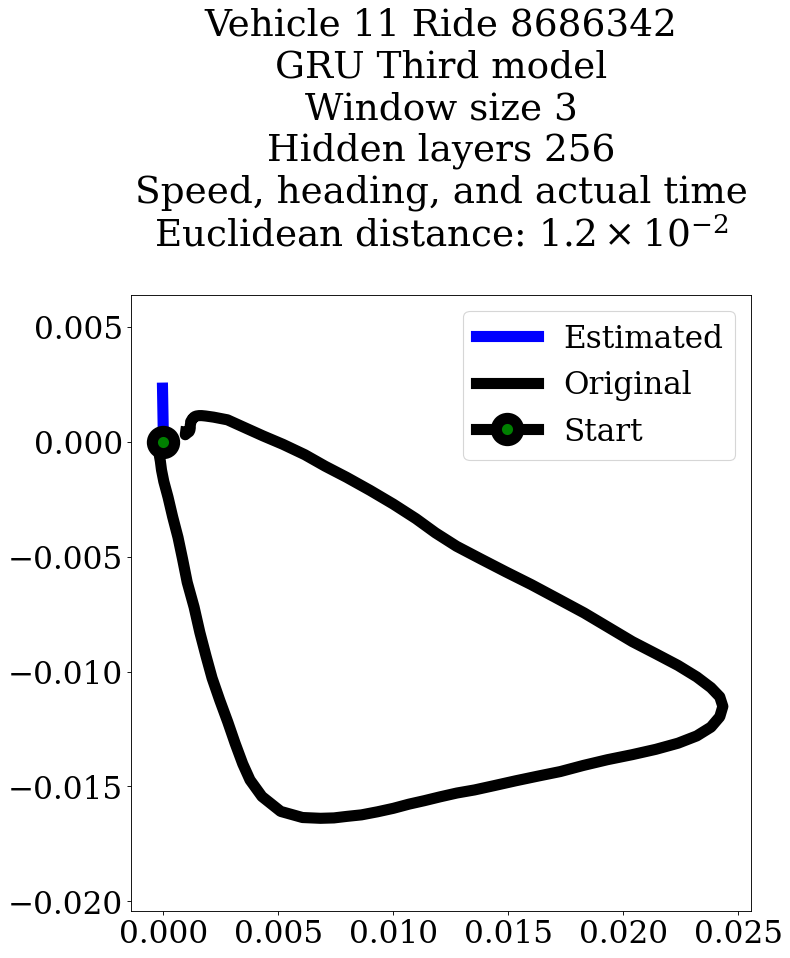 Vehicle 11 Ride 8686342
GRU Third model
Window size 3
Hidden layers 256
Speed, heading, and actual time
Euclidean distance: 1.2 × 10⁻²
Estimated
Original
Start
0.005
0.000
−0.005
−0.010
−0.015
−0.020
0.000 0.005 0.010 0.015 0.020 0.025